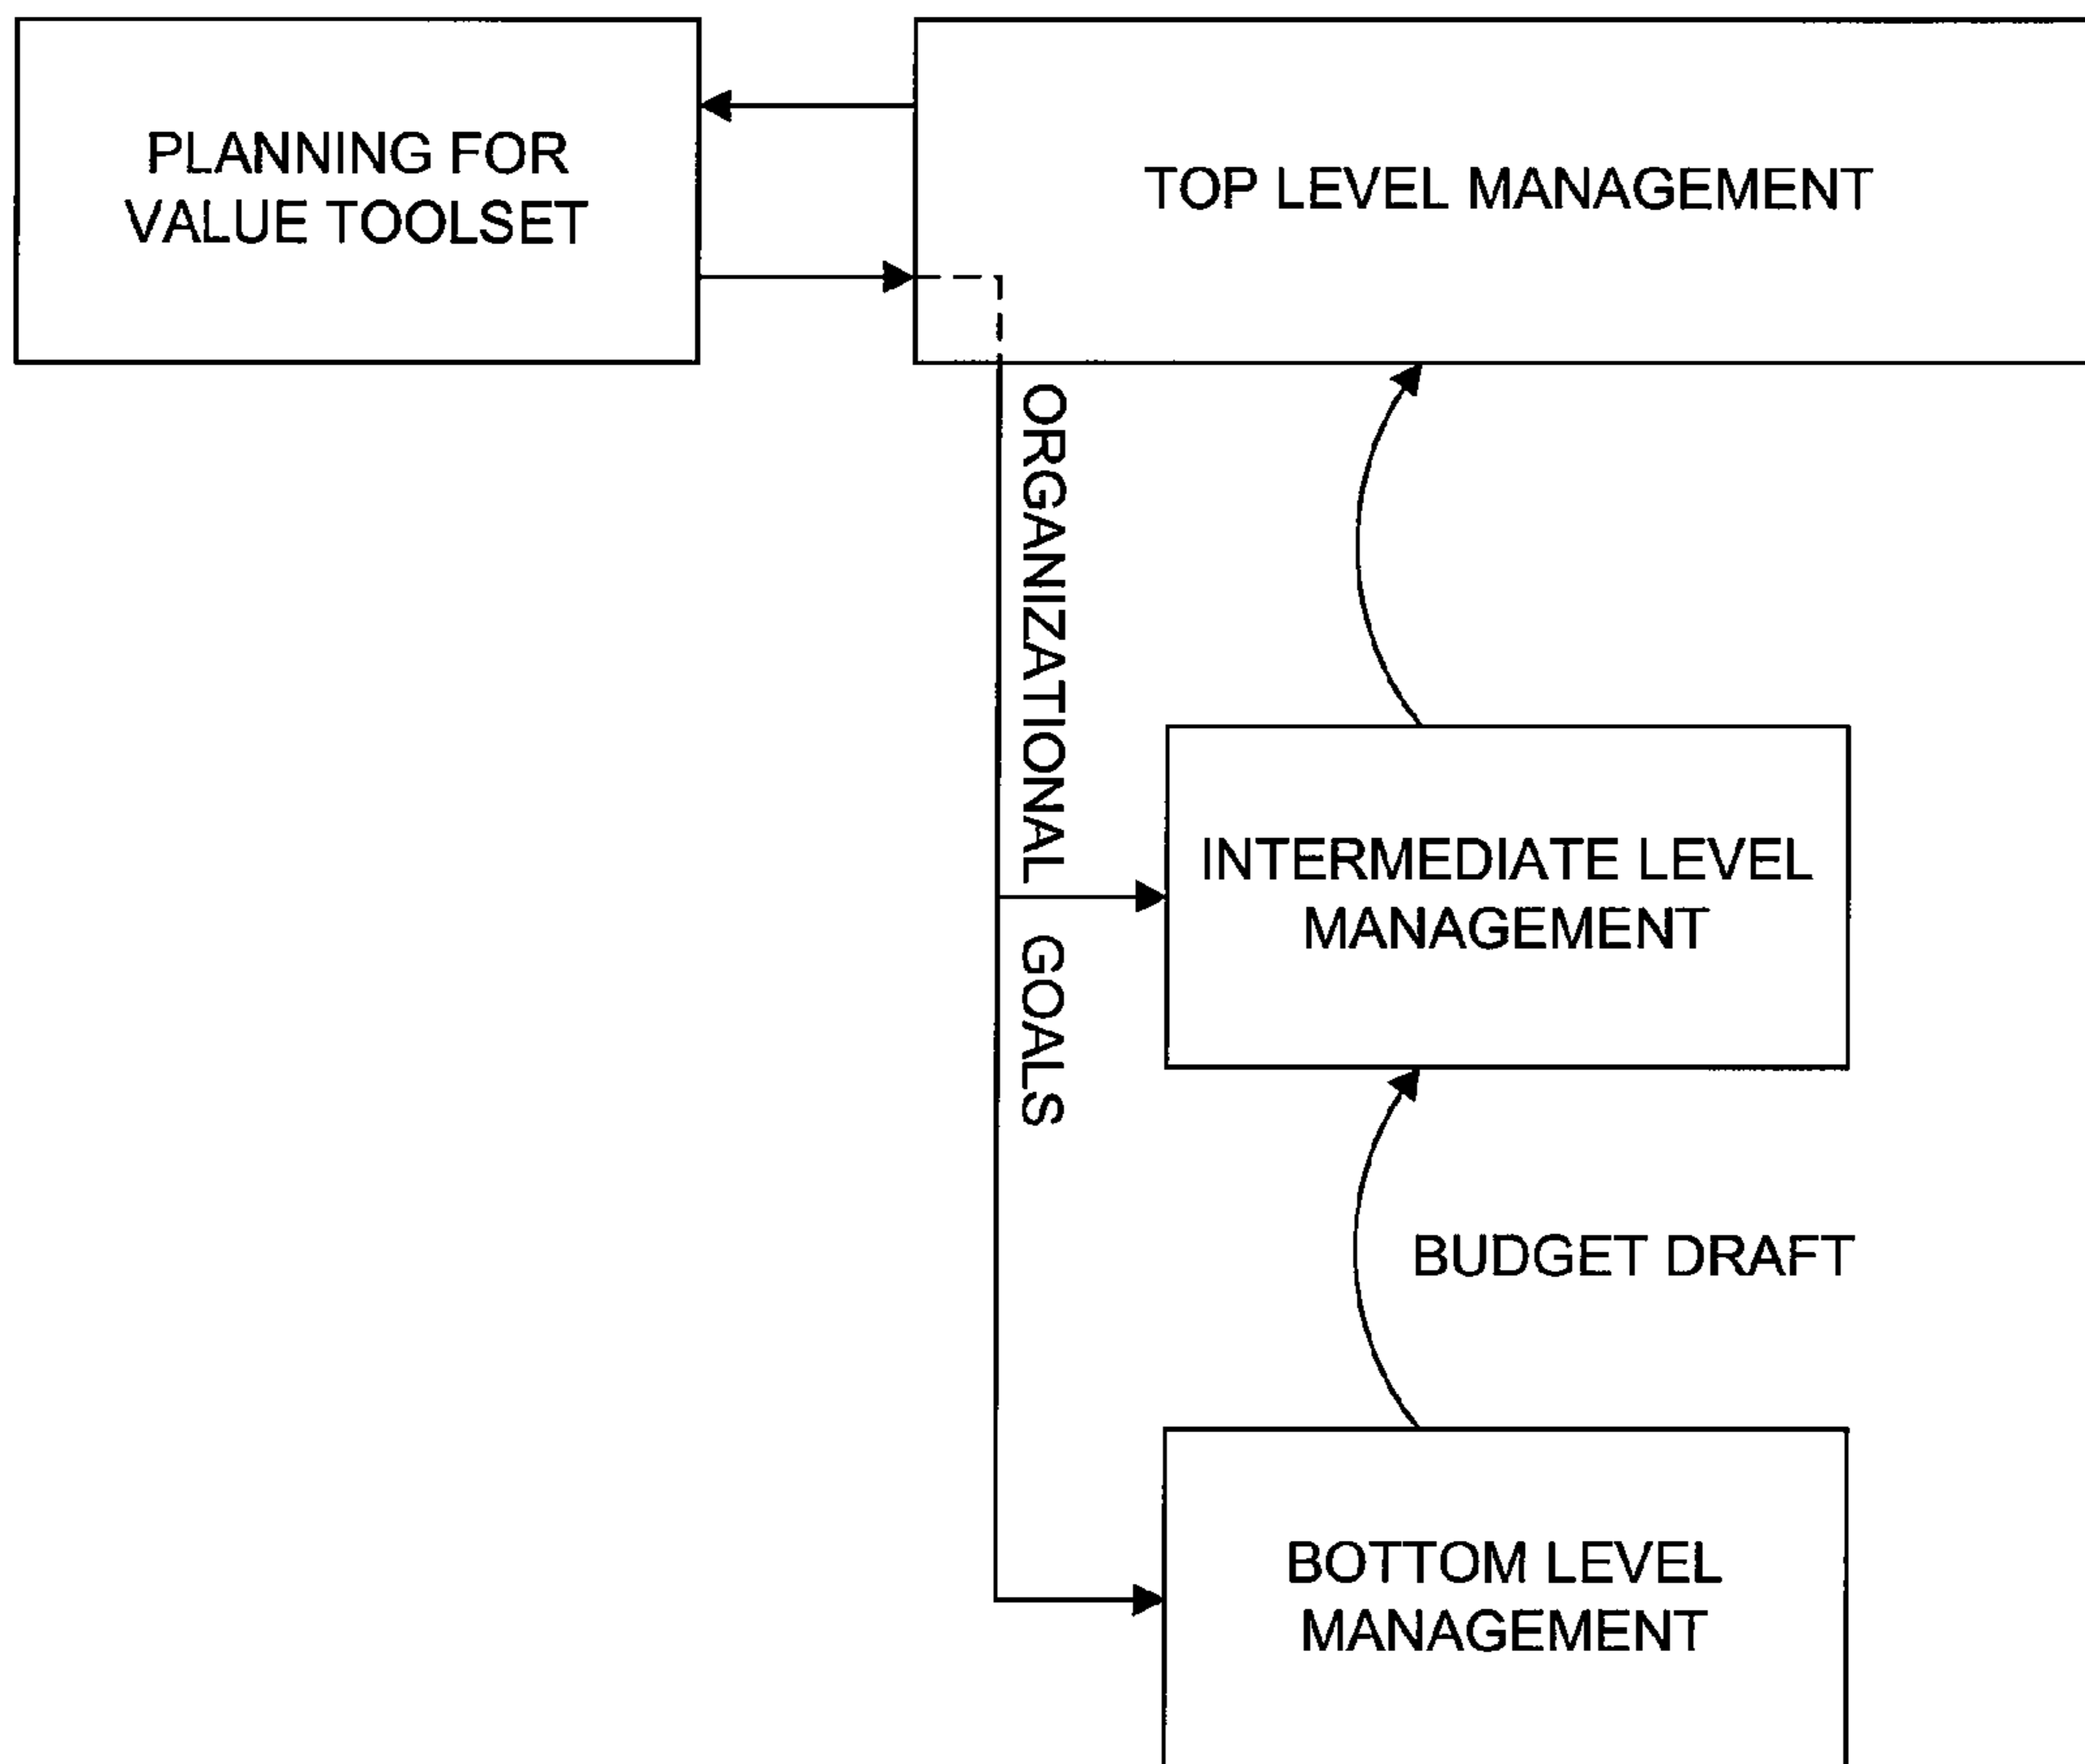 PLANNING FOR
VALUE TOOLSET
TOP LEVEL MANAGEMENT
ORGANIZATIONAL GOALS
INTERMEDIATE LEVEL
MANAGEMENT
BUDGET DRAFT
BOTTOM LEVEL
MANAGEMENT